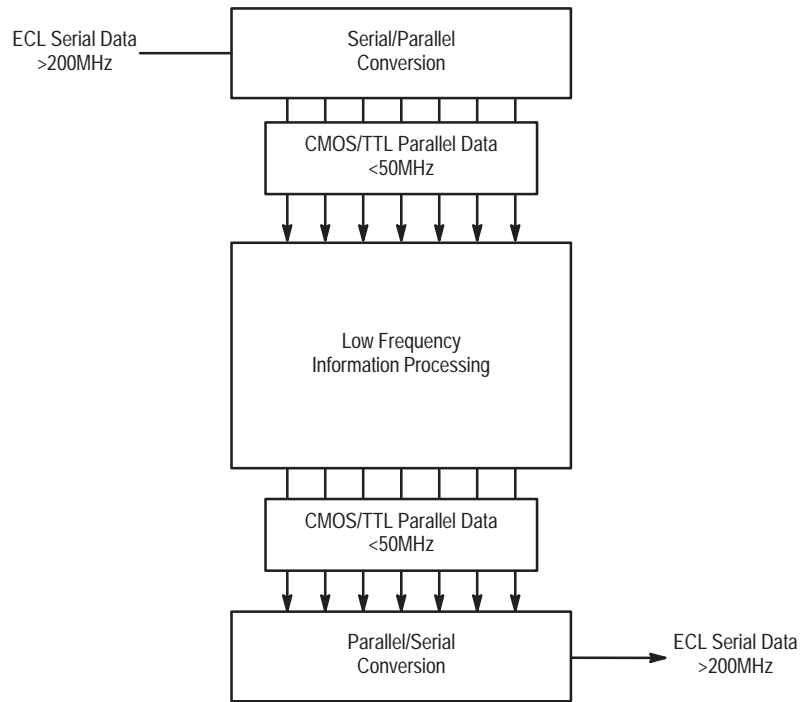 ECL Serial Data
>200MHz
Serial/Parallel
Conversion
CMOS/TTL Parallel Data
<50MHz
Low Frequency
Information Processing
CMOS/TTL Parallel Data
<50MHz
Parallel/Serial
Conversion
ECL Serial Data
>200MHz